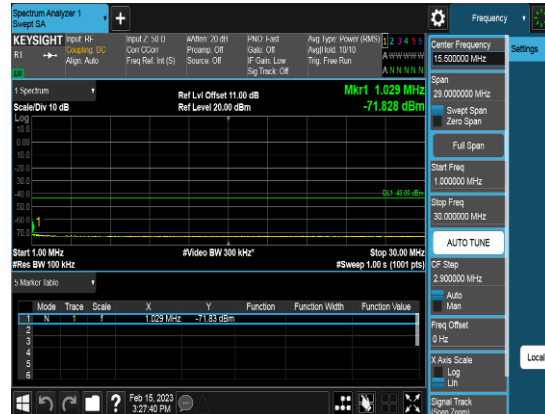 Spectrum Analyzer 1
Swept SA
+
Frequency
KEYSIGHT
R1
LXI
Input: RF
Coupling: DC
Align: Auto
Input Z: 50 Ω
Corr CCorr
Freq Ref: Int (S)
#Atten: 20 dB
Preamp: Off
Source: Off
PNO: Fast
Gate: Off
IF Gain: Low
Sig Track: Off
Avg Type: Power (RMS)
Avg|Hold: 10/10
Trig: Free Run
1 2 3 4 5 6
A W W W W W
A N N N N N
1 Spectrum
Scale/Div 10 dB
Log
Ref Lvl Offset 11.00 dB
Ref Level 20.00 dBm
Mkr1 1.029 MHz
-71.828 dBm
10.0
0.00
-10.0
-20.0
-30.0
-40.0
-50.0
-60.0
-70.0
DL1 -43.00 dBm
1
Start 1.00 MHz
#Res BW 100 kHz
#Video BW 300 kHz*
Stop 30.00 MHz
#Sweep 1.00 s (1001 pts)
5 Marker Table
Mode Trace Scale X Y Function Function Width Function Value
1 N 1 f 1.029 MHz -71.83 dBm
2
3
4
5
6
Feb 15, 2023
3:27:40 PM
?
Center Frequency
15.500000 MHz
Settings
Span
29.0000000 MHz
Swept Span
Zero Span
Full Span
Start Freq
1.000000 MHz
Stop Freq
30.000000 MHz
AUTO TUNE
CF Step
2.900000 MHz
Auto
Man
Freq Offset
0 Hz
X Axis Scale
Log
Lin
Local
Signal Track
(Span Zoom)